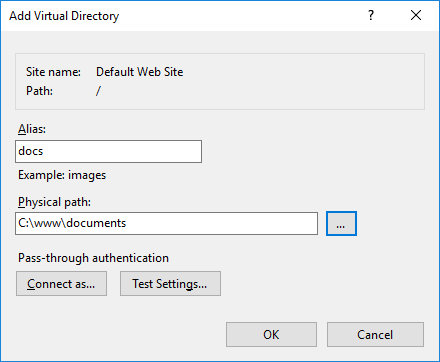 Add Virtual Directory
?
Site name: Default Web Site
Path: /
Alias:
docs
Example: images
Physical path:
C:\www\documents
...
Pass-through authentication
Connect as... Test Settings...
OK Cancel